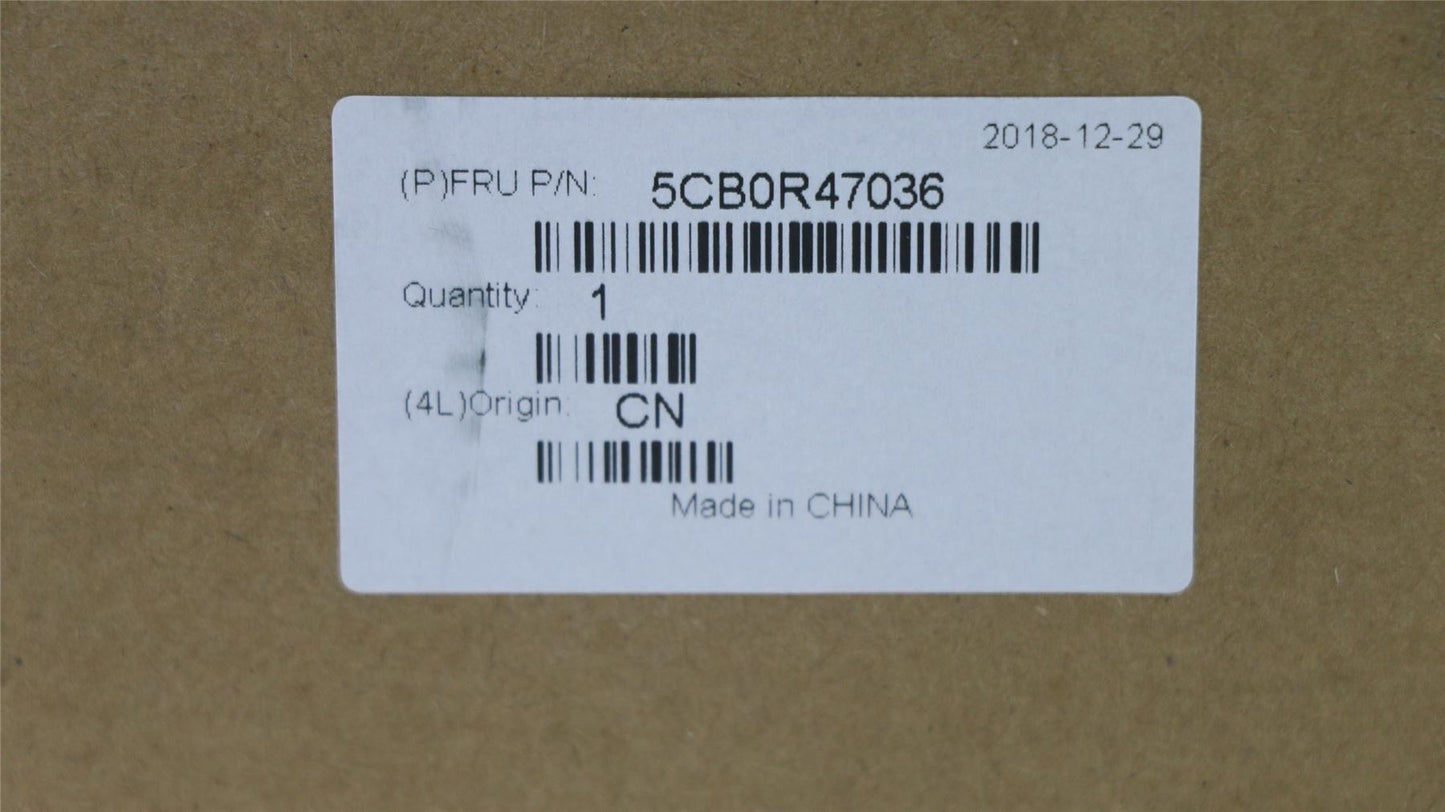 2018-12-29
(P)FRU P/N: 5CB0R47036
Quantity: 1
(4L)Origin: CN
Made in CHINA